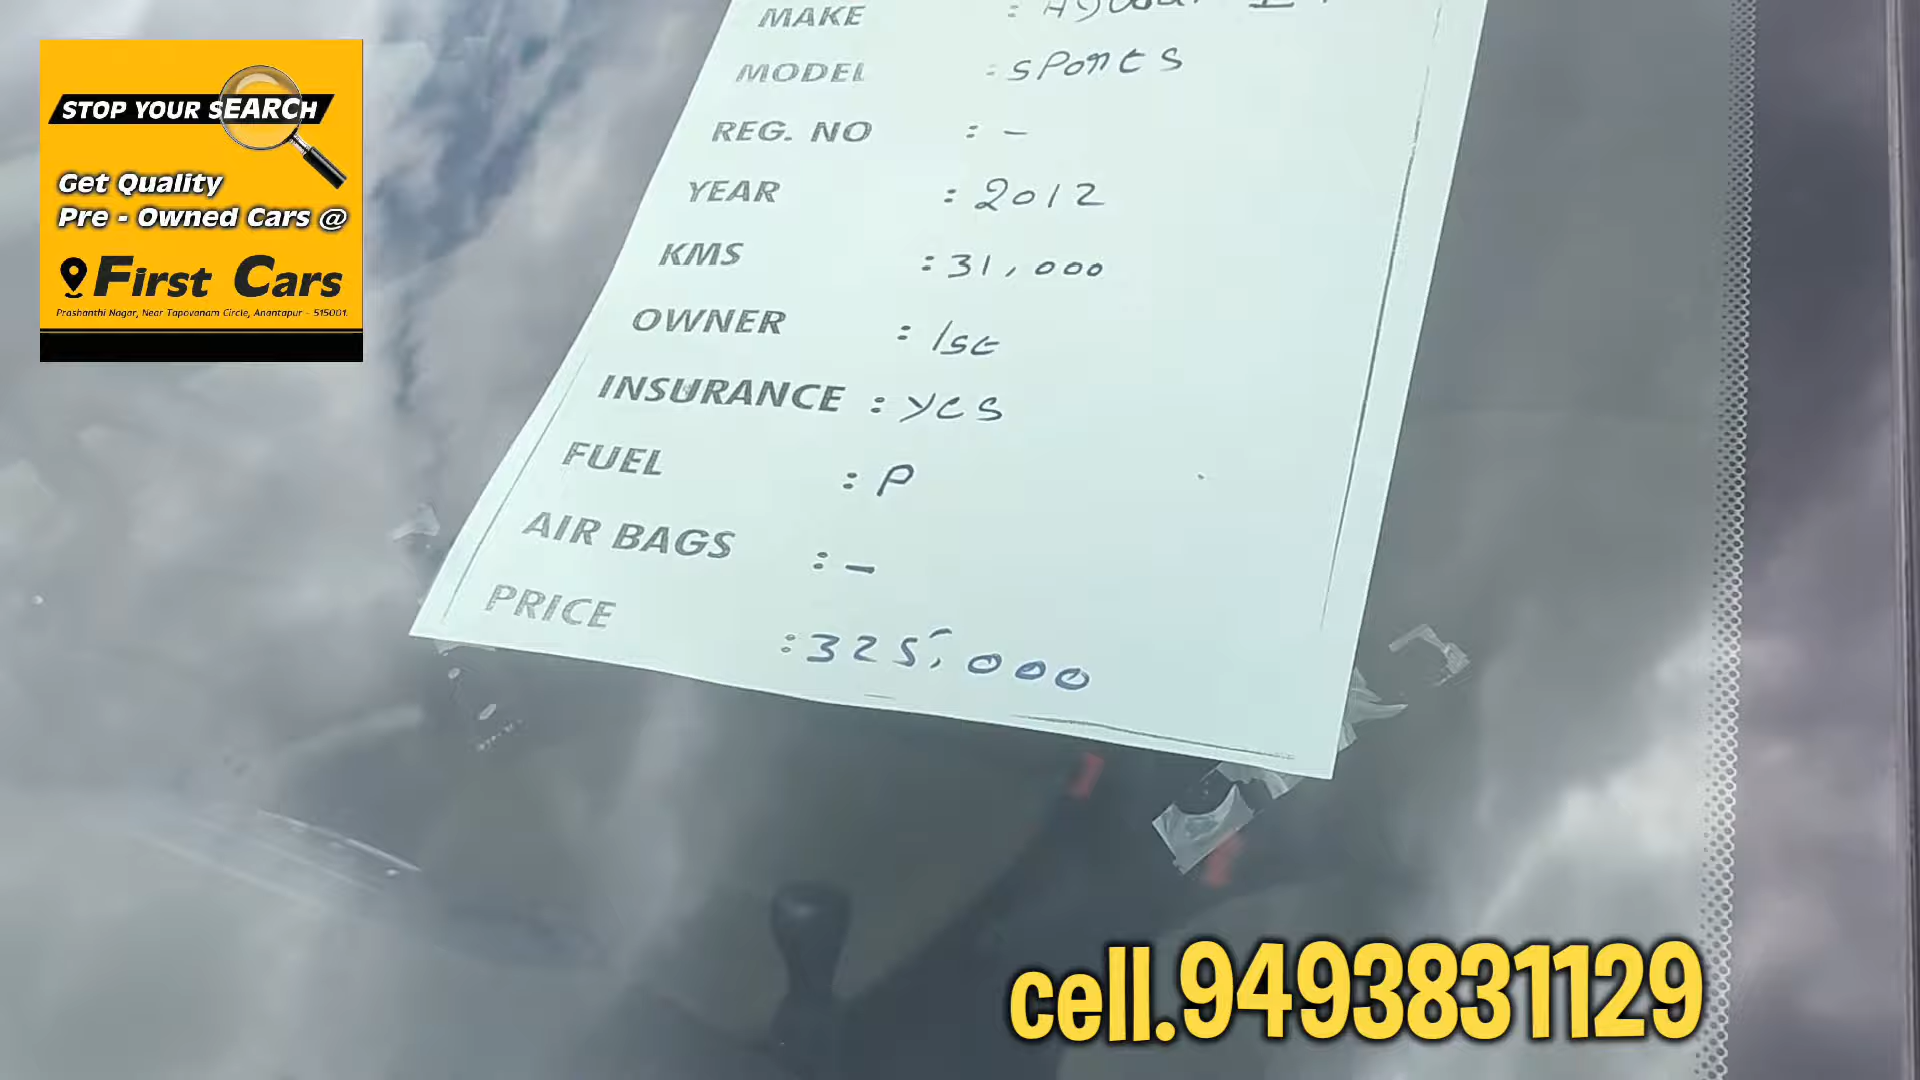 STOP YOUR SEARCH
Get Quality
Pre - Owned Cars @
First Cars
Prashanthi Nagar, Near Tapovanam Circle, Anantapur - 515001.
MAKE :
MODEL : sPorts
REG. NO : -
YEAR : 2012
KMS : 31,000
OWNER : 1st
INSURANCE : yes
FUEL : P
AIR BAGS : -
PRICE : 325,000
cell.9493831129